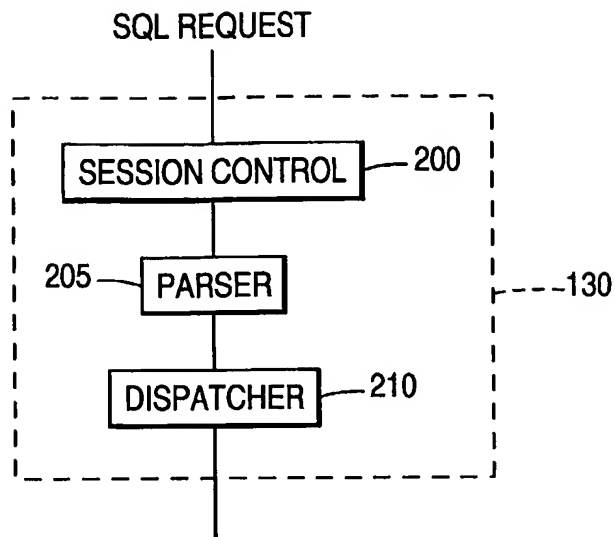 SQL REQUEST
SESSION CONTROL
200
205
PARSER
130
DISPATCHER
210